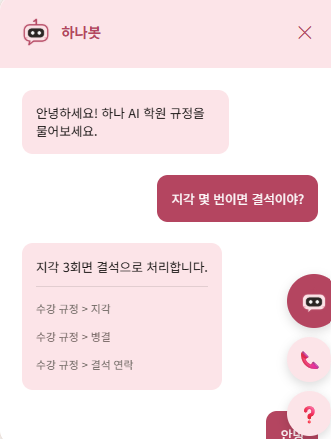 하나봇
안녕하세요! 하나 AI 학원 규정을
물어보세요.
지각 몇 번이면 결석이야?
지각 3회면 결석으로 처리합니다.
수강 규정 > 지각
수강 규정 > 병결
수강 규정 > 결석 연락